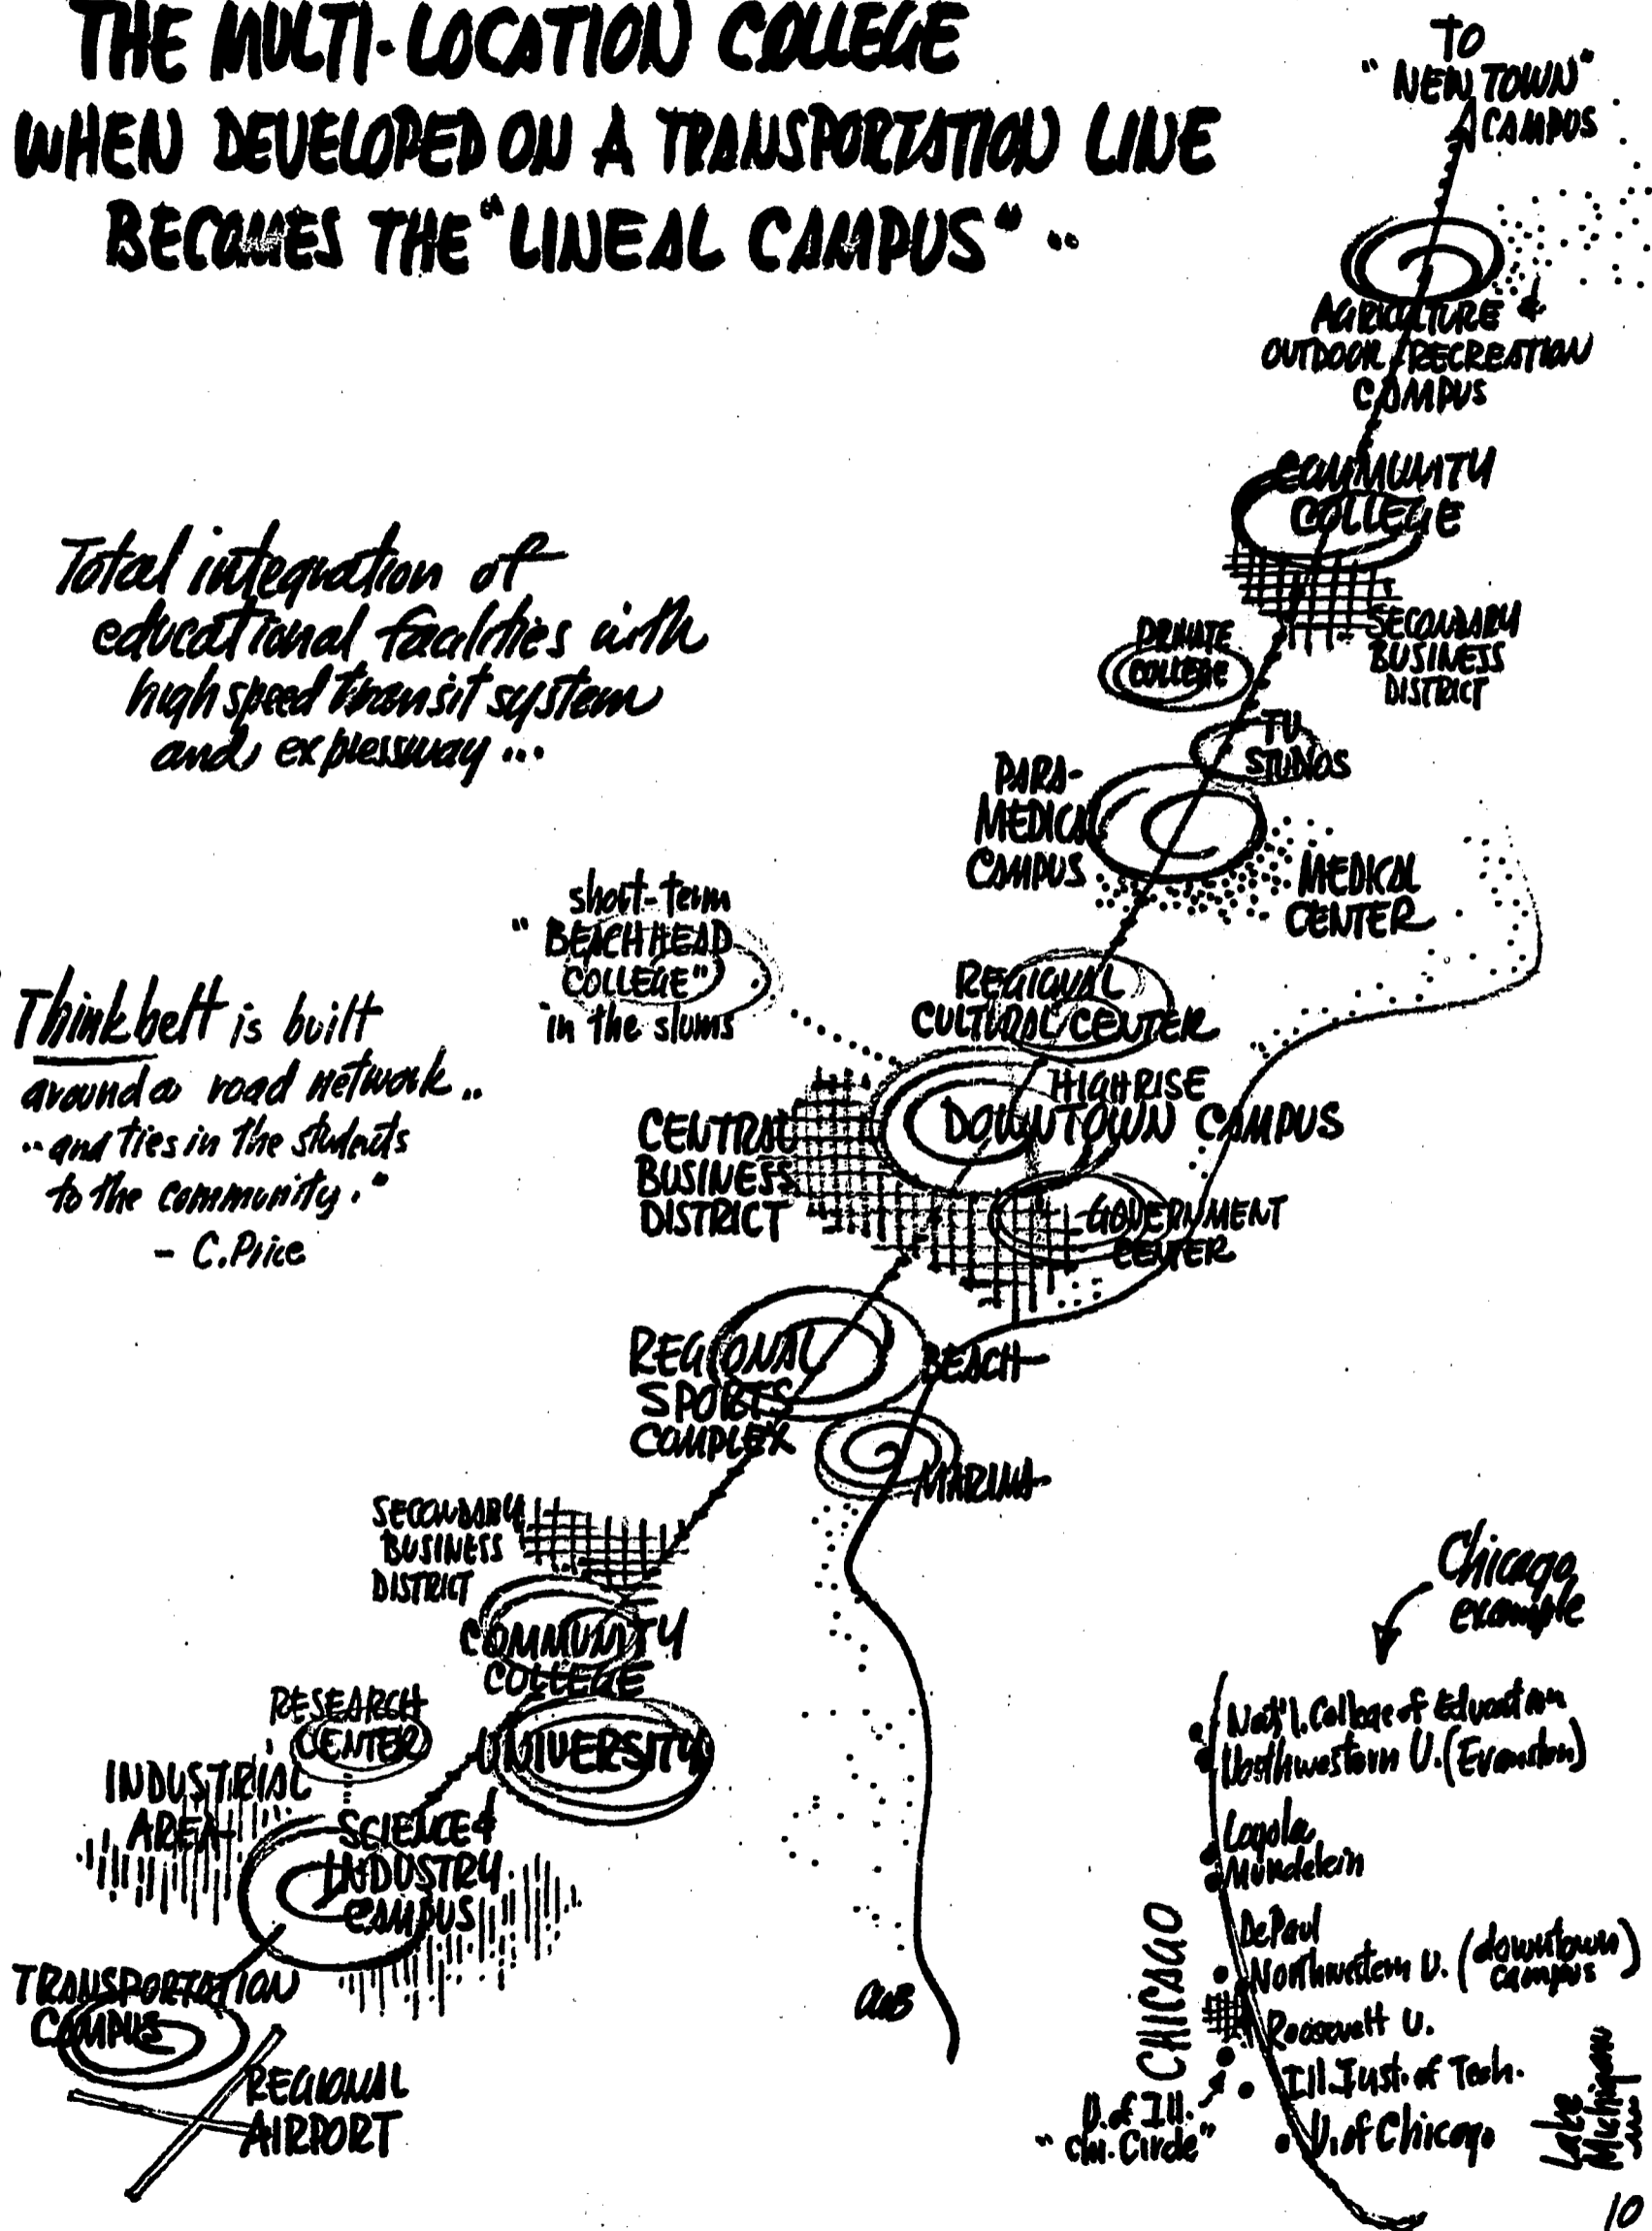 THE MULTI-LOCATION COLLEGE
WHEN DEVELOPED ON A TRANSPORTATION LINE
BECOMES THE "LINEAL CAMPUS" ..
TO
"NEW TOWN"
CAMPUS
AGRICULTURE &
OUTDOOR RECREATION
CAMPUS
COMMUNITY
COLLEGE
SECONDARY
BUSINESS
DISTRICT
PRIVATE
COLLEGE
TV
STUDIOS
PARA-
MEDICAL
CAMPUS
MEDICAL
CENTER
Total integration of
educational facilities with
high speed transit system
and expressway ...
short-term
"BEACHHEAD
COLLEGE"
in the slums
REGIONAL
CULTURAL CENTER
HIGHRISE
DOWNTOWN CAMPUS
CENTRAL
BUSINESS
DISTRICT
GOVERNMENT
CENTER
Thinkbelt is built
around a road network ..
.. and ties in the students
to the community."
- C. Price
REGIONAL
SPORTS
COMPLEX
BEACH
MARINA
SECONDARY
BUSINESS
DISTRICT
COMMUNITY
COLLEGE
RESEARCH
CENTER
UNIVERSITY
INDUSTRIAL
AREA
SCIENCE &
INDUSTRY
CAMPUS
TRANSPORTATION
CAMPUS
REGIONAL
AIRPORT
Chicago
example
Nat'l. College of Education
Northwestern U. (Evanston)
Loyola
Mundelein
DePaul
Northwestern U. (downtown
campus)
Roosevelt U.
Ill. Inst. of Tech.
U. of Chicago
U. of Ill.
"Chi. Circle"
CHICAGO
Lake
Michigan
10